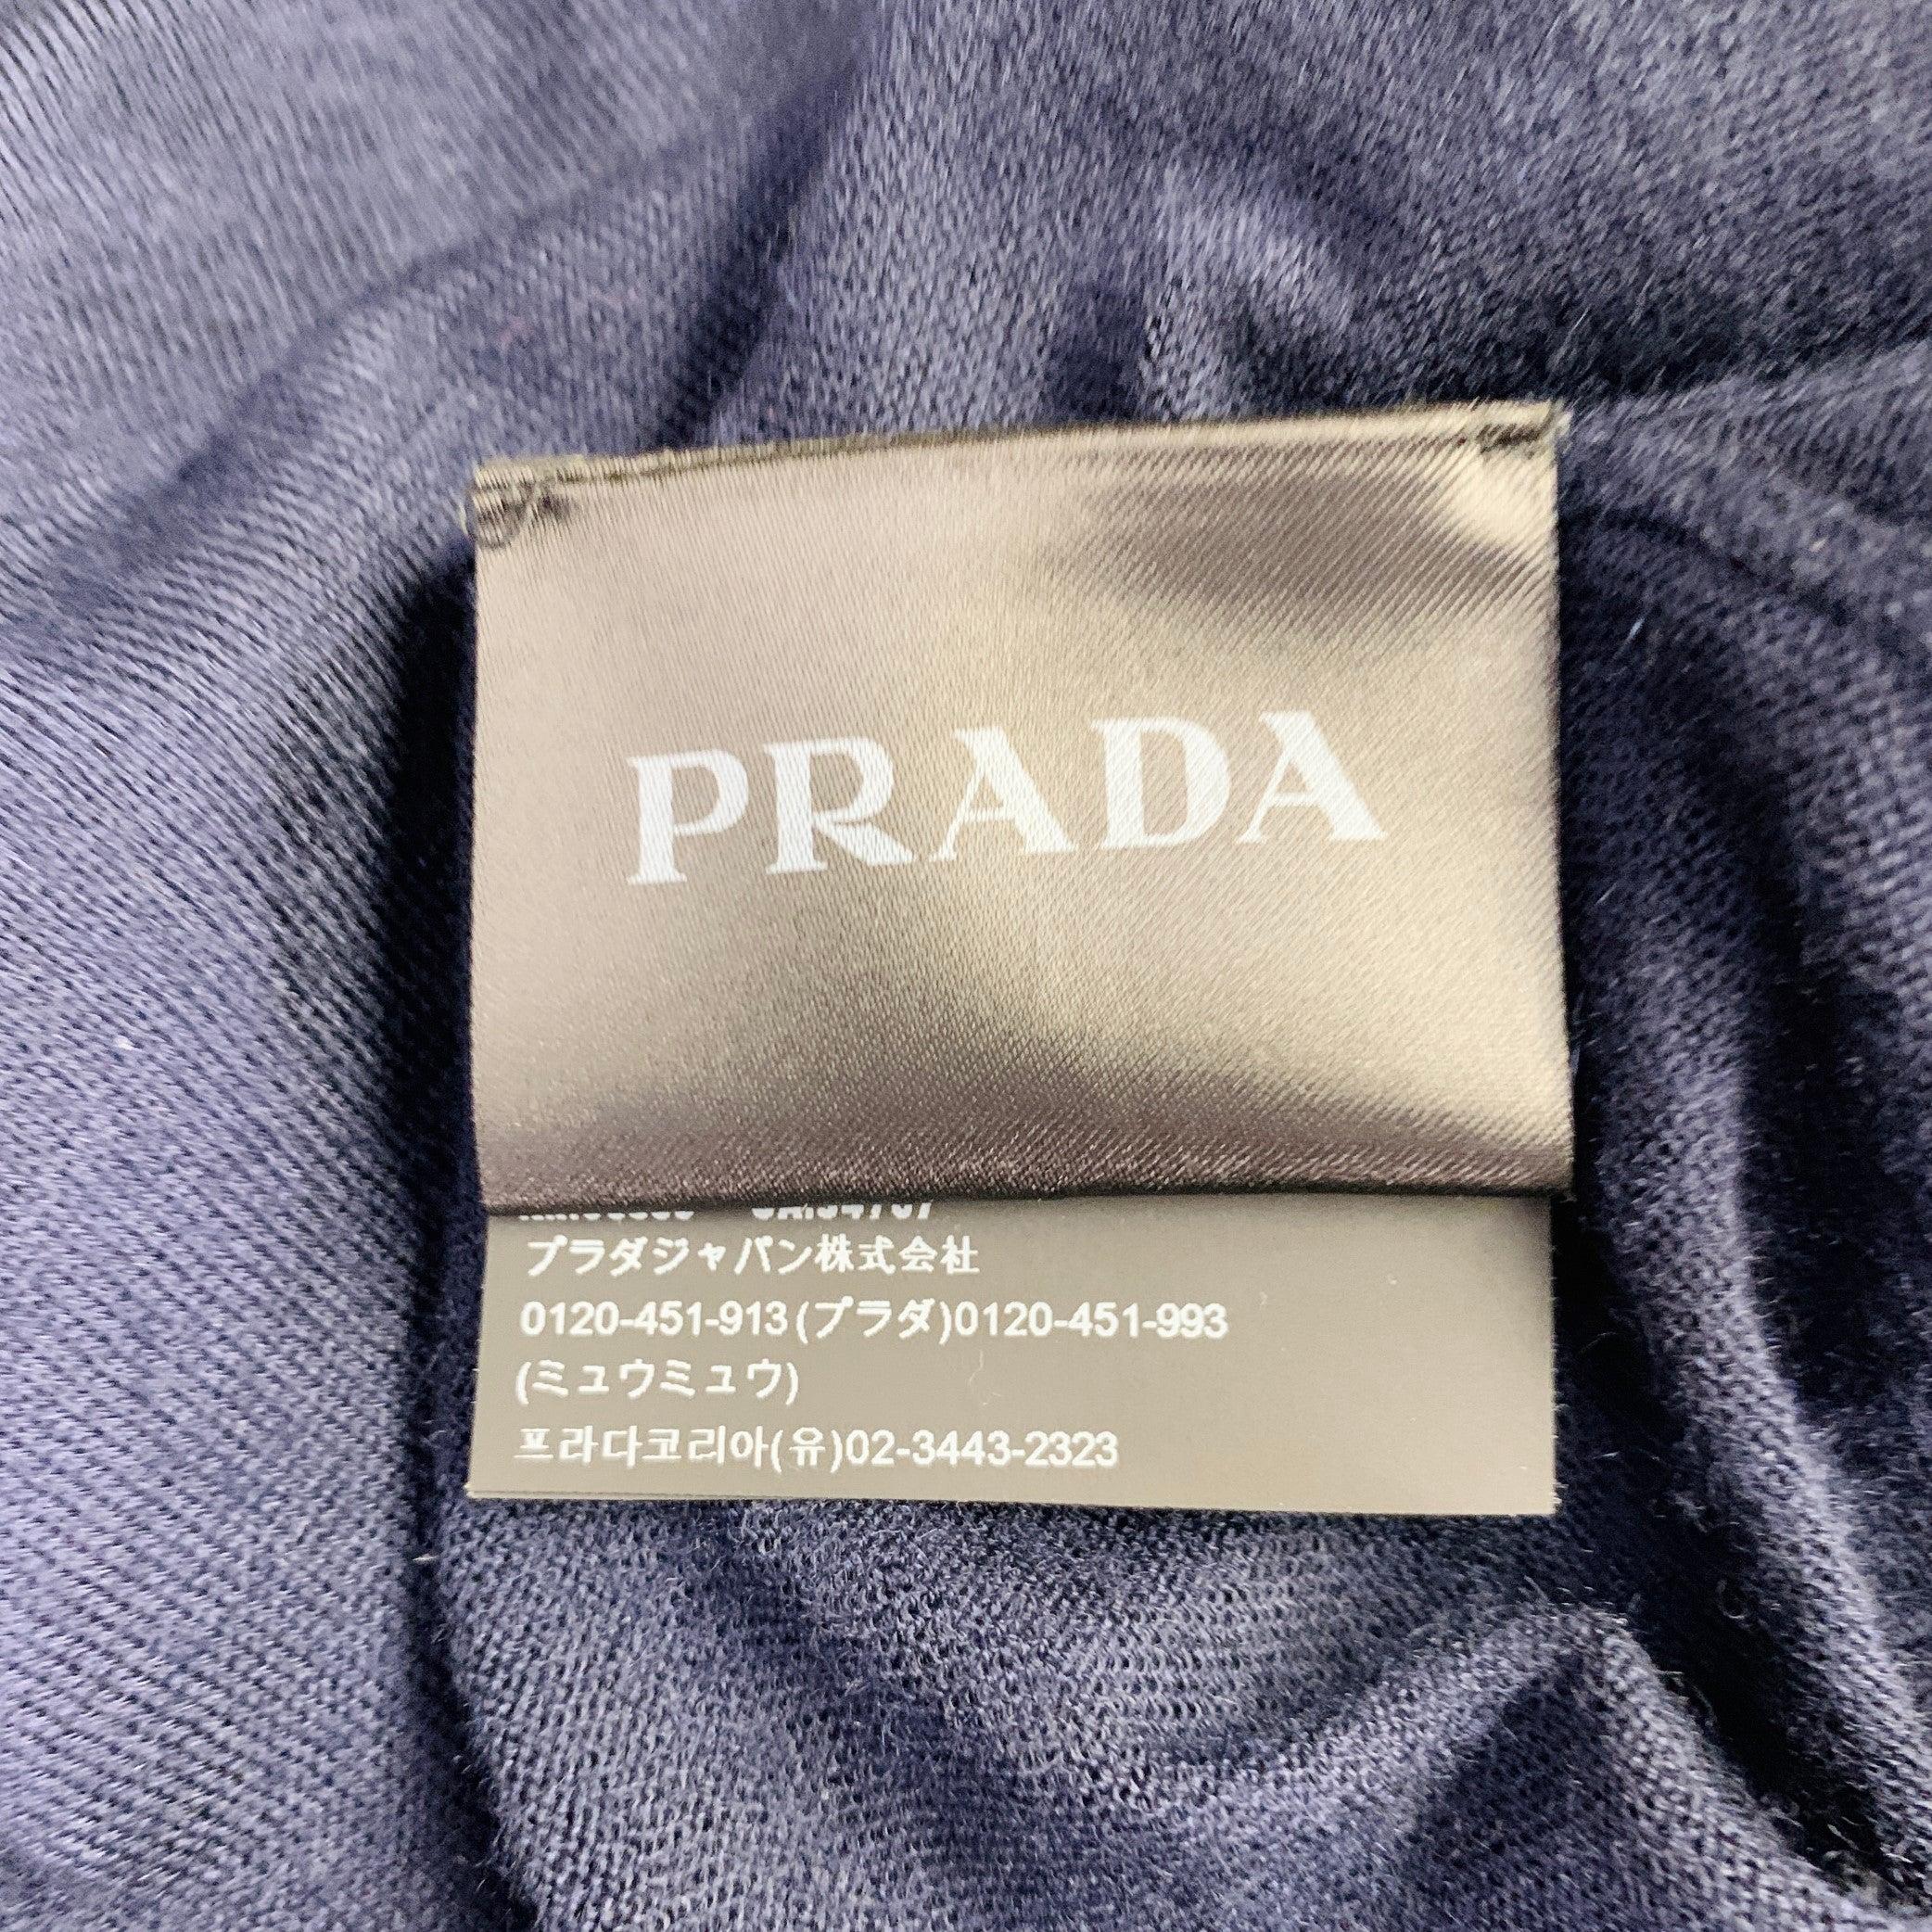 PRADA
プラダジャパン株式会社
0120-451-913(プラダ)0120-451-993
(ミュウミュウ)
프라다코리아(유)02-3443-2323